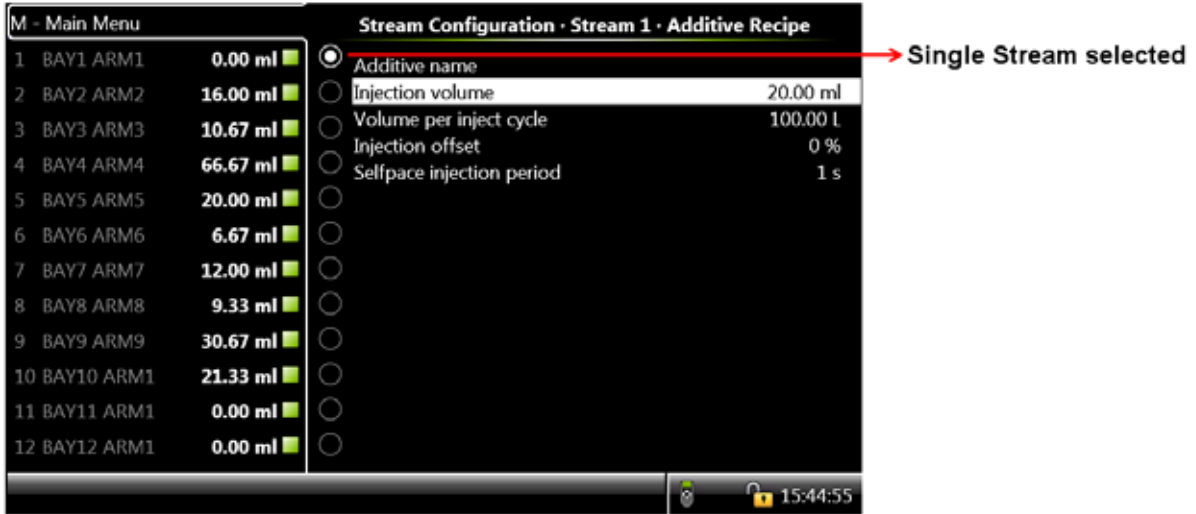 M - Main Menu
1 BAY1 ARM1 0.00 ml
2 BAY2 ARM2 16.00 ml
3 BAY3 ARM3 10.67 ml
4 BAY4 ARM4 66.67 ml
5 BAY5 ARM5 20.00 ml
6 BAY6 ARM6 6.67 ml
7 BAY7 ARM7 12.00 ml
8 BAY8 ARM8 9.33 ml
9 BAY9 ARM9 30.67 ml
10 BAY10 ARM1 21.33 ml
11 BAY11 ARM1 0.00 ml
12 BAY12 ARM1 0.00 ml
Stream Configuration · Stream 1 · Additive Recipe
Additive name
Injection volume 20.00 ml
Volume per inject cycle 100.00 L
Injection offset 0 %
Selfpace injection period 1 s
Single Stream selected
15:44:55